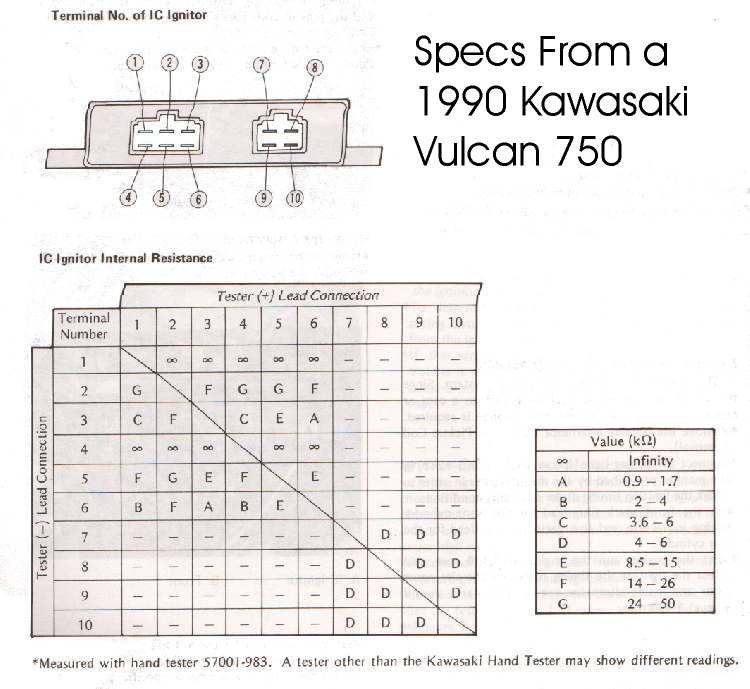 Terminal No. of IC Ignitor
Specs From a
1990 Kawasaki
Vulcan 750
1 2 3 7 8
4 5 6 9 10
IC Ignitor Internal Resistance
Tester (+) Lead Connection
Terminal Number 1 2 3 4 5 6 7 8 9 10
Tester (−) Lead Connection
1 ∞ ∞ ∞ ∞ ∞ — — — —
2 G F G G F — — — —
3 C F C E A — — — —
4 ∞ ∞ ∞ ∞ ∞ — — — —
5 F G E F E — — — —
6 B F A B E — — — —
7 — — — — — — D D D
8 — — — — — — D D D
9 — — — — — — D D D
10 — — — — — — D D D
Value (kΩ)
∞ Infinity
A 0.9 – 1.7
B 2 – 4
C 3.6 – 6
D 4 – 6
E 8.5 – 15
F 14 – 26
G 24 – 50
*Measured with hand tester 57001-983. A tester other than the Kawasaki Hand Tester may show different readings.